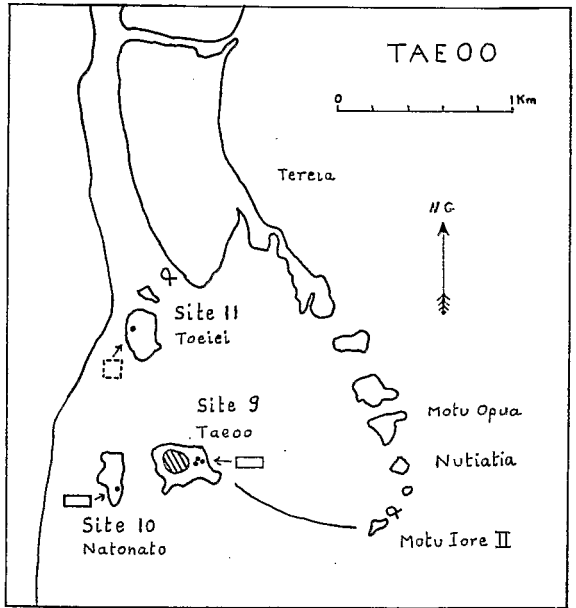 TAEOO
0 1 Km
Tereia
NG
Site 11
Toeiei
Site 9
Taeoo
Motu Opua
Nutiatia
Site 10
Natonato
Motu Iore II